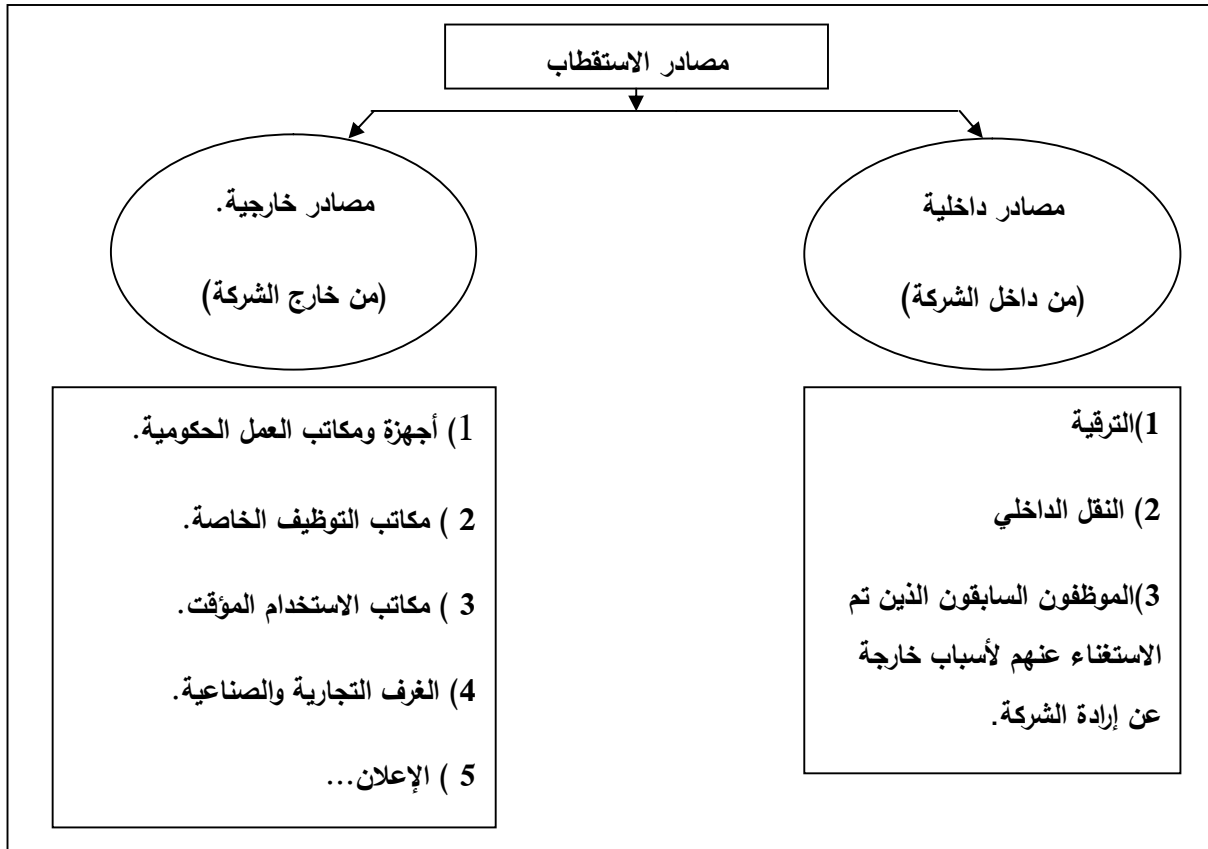 مصادر الاستقطاب
مصادر داخلية
(من داخل الشركة)
1)الترقية
2) النقل الداخلي
3)الموظفون السابقون الذين تم
الاستغناء عنهم لأسباب خارجة
عن إرادة الشركة.
مصادر خارجية.
(من خارج الشركة)
1) أجهزة ومكاتب العمل الحكومية.
2 ) مكاتب التوظيف الخاصة.
3 ) مكاتب الاستخدام المؤقت.
4) الغرف التجارية والصناعية.
5 ) الإعلان...